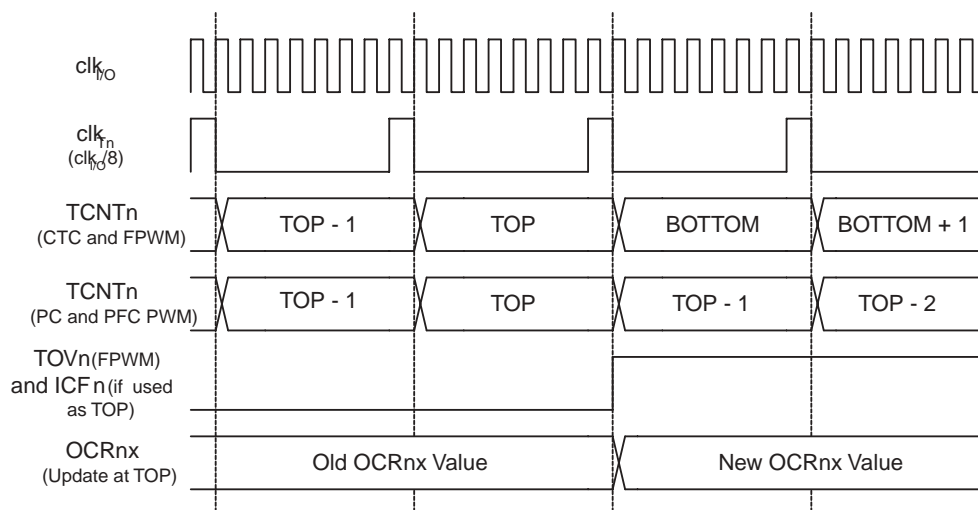 clkI/O
clkTn
(clkI/O/8)
TCNTn
(CTC and FPWM)
TOP - 1
TOP
BOTTOM
BOTTOM + 1
TCNTn
(PC and PFC PWM)
TOP - 1
TOP
TOP - 1
TOP - 2
TOVn (FPWM)
and ICFn (if used
as TOP)
OCRnx
(Update at TOP)
Old OCRnx Value
New OCRnx Value